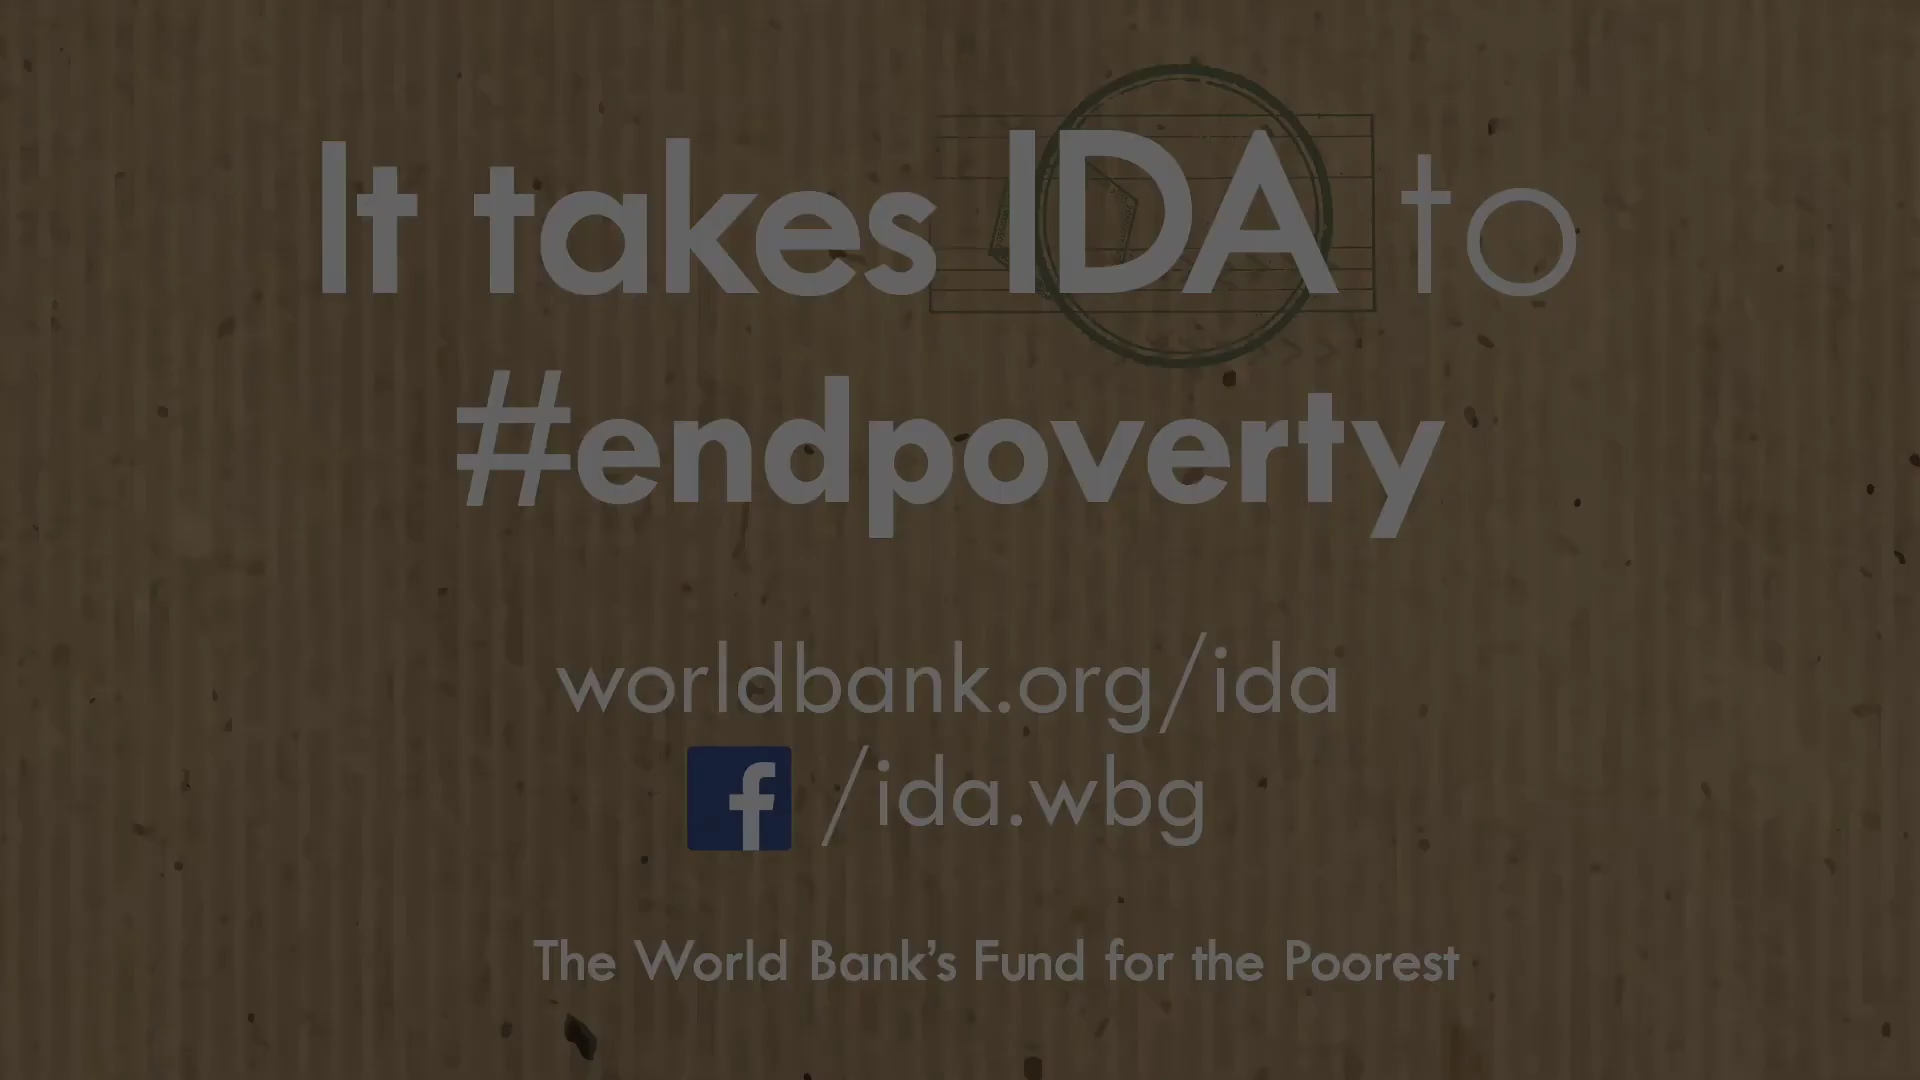 It takes IDA to
#endpoverty
worldbank.org/ida
f /ida.wbg
The World Bank's Fund for the Poorest